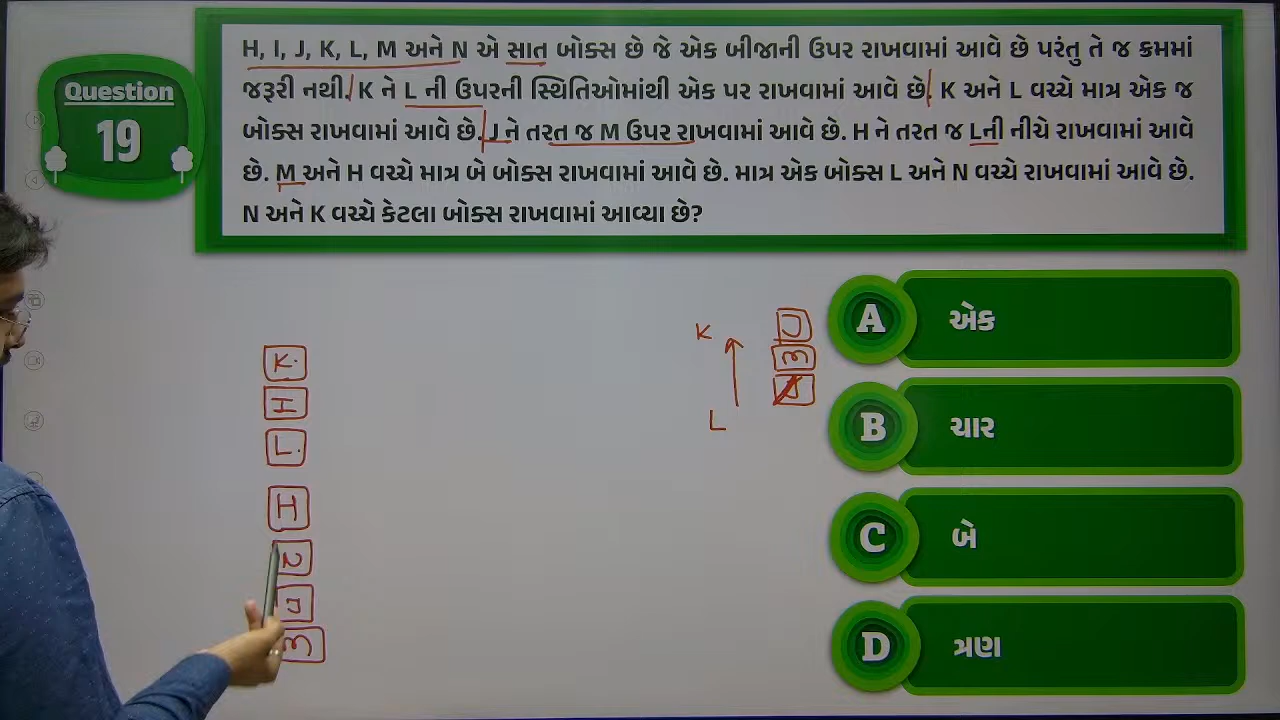 Question
19
H, I, J, K, L, M અને N એ સાત બોક્સ છે જે એક બીજાની ઉપર રાખવામાં આવે છે પરંતુ તે જ ક્રમમાં
જરૂરી નથી. K ને L ની ઉપરની સ્થિતિઓમાંથી એક પર રાખવામાં આવે છે. K અને L વચ્ચે માત્ર એક જ
બોક્સ રાખવામાં આવે છે. J ને તરત જ M ઉપર રાખવામાં આવે છે. H ને તરત જ L ની નીચે રાખવામાં આવે
છે. M અને H વચ્ચે માત્ર બે બોક્સ રાખવામાં આવે છે. માત્ર એક બોક્સ L અને N વચ્ચે રાખવામાં આવે છે.
N અને K વચ્ચે કેટલા બોક્સ રાખવામાં આવ્યા છે?
A એક
B ચાર
C બે
D ત્રણ
K
L
K